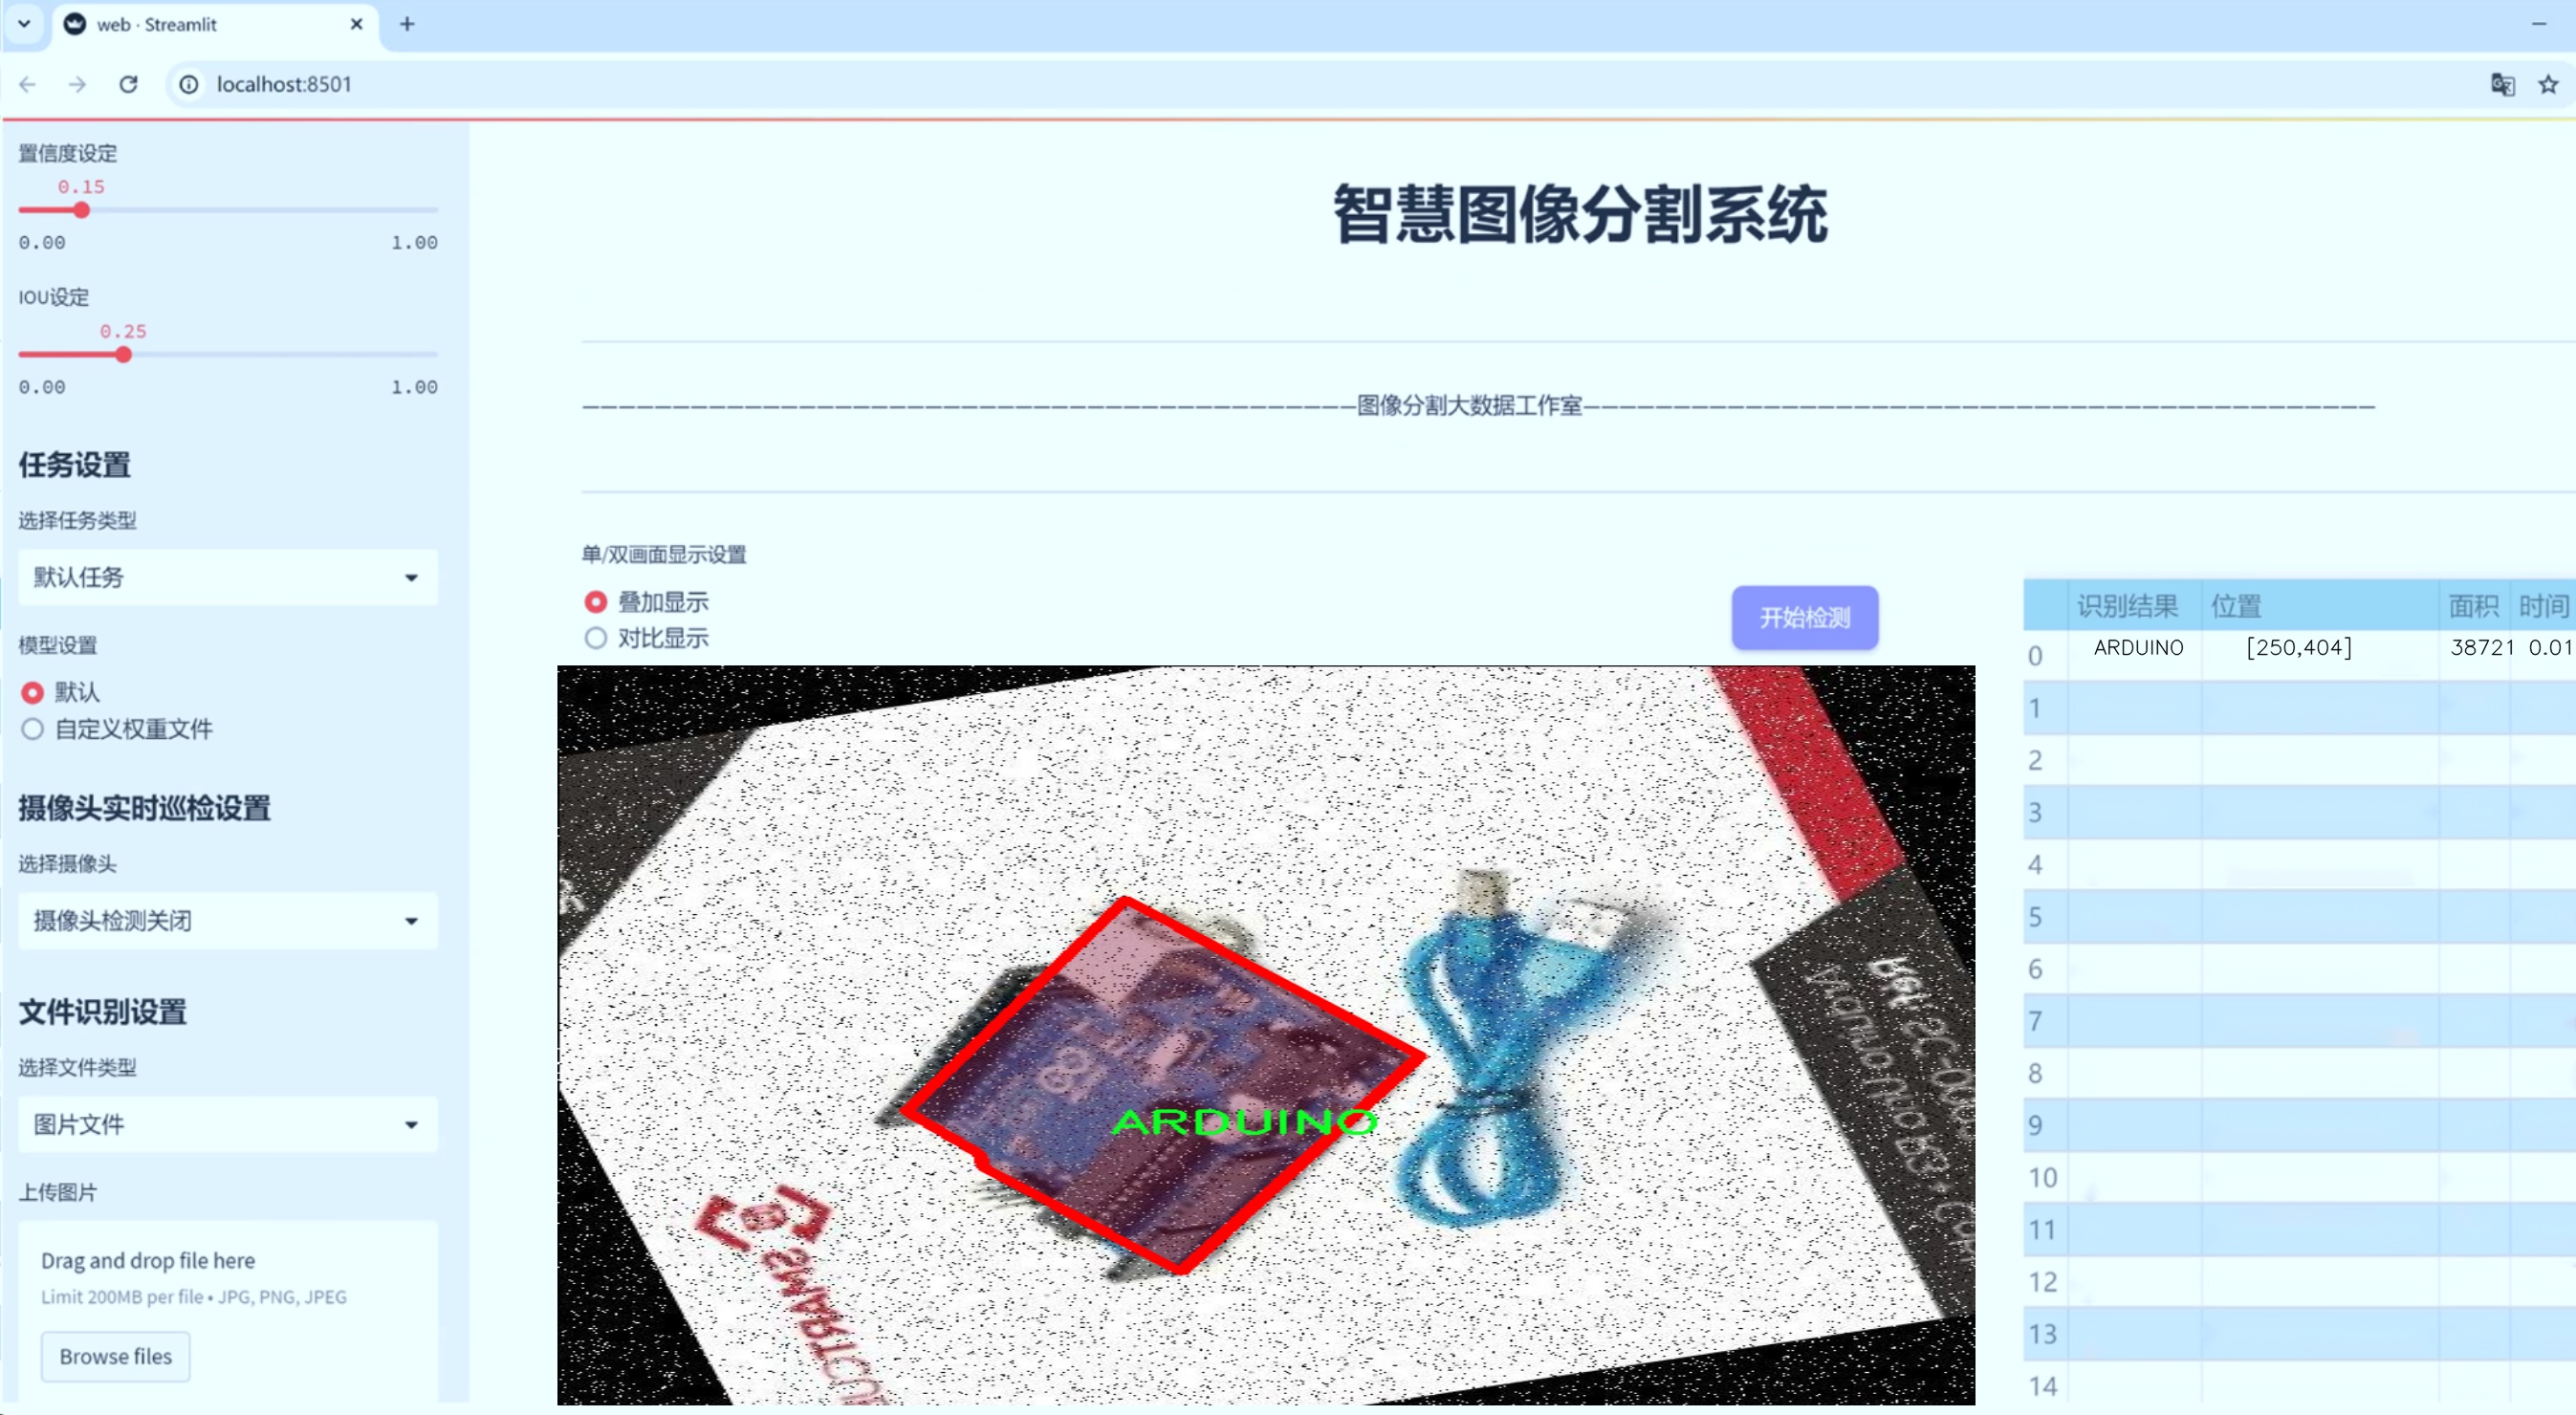 web · Streamlit
localhost:8501
置信度设定
0.15
0.00 1.00
IOU设定
0.25
0.00 1.00
任务设置
选择任务类型
默认任务
模型设置
默认
自定义权重文件
摄像头实时巡检设置
选择摄像头
摄像头检测关闭
文件识别设置
选择文件类型
图片文件
上传图片
Drag and drop file here
Limit 200MB per file • JPG, PNG, JPEG
Browse files
智慧图像分割系统
———图像分割大数据工作室———
单/双画面显示设置
叠加显示
对比显示
开始检测
ARDUINO
识别结果 位置 面积 时间
0 ARDUINO [250,404] 38721 0.01
1
2
3
4
5
6
7
8
9
10
11
12
13
14